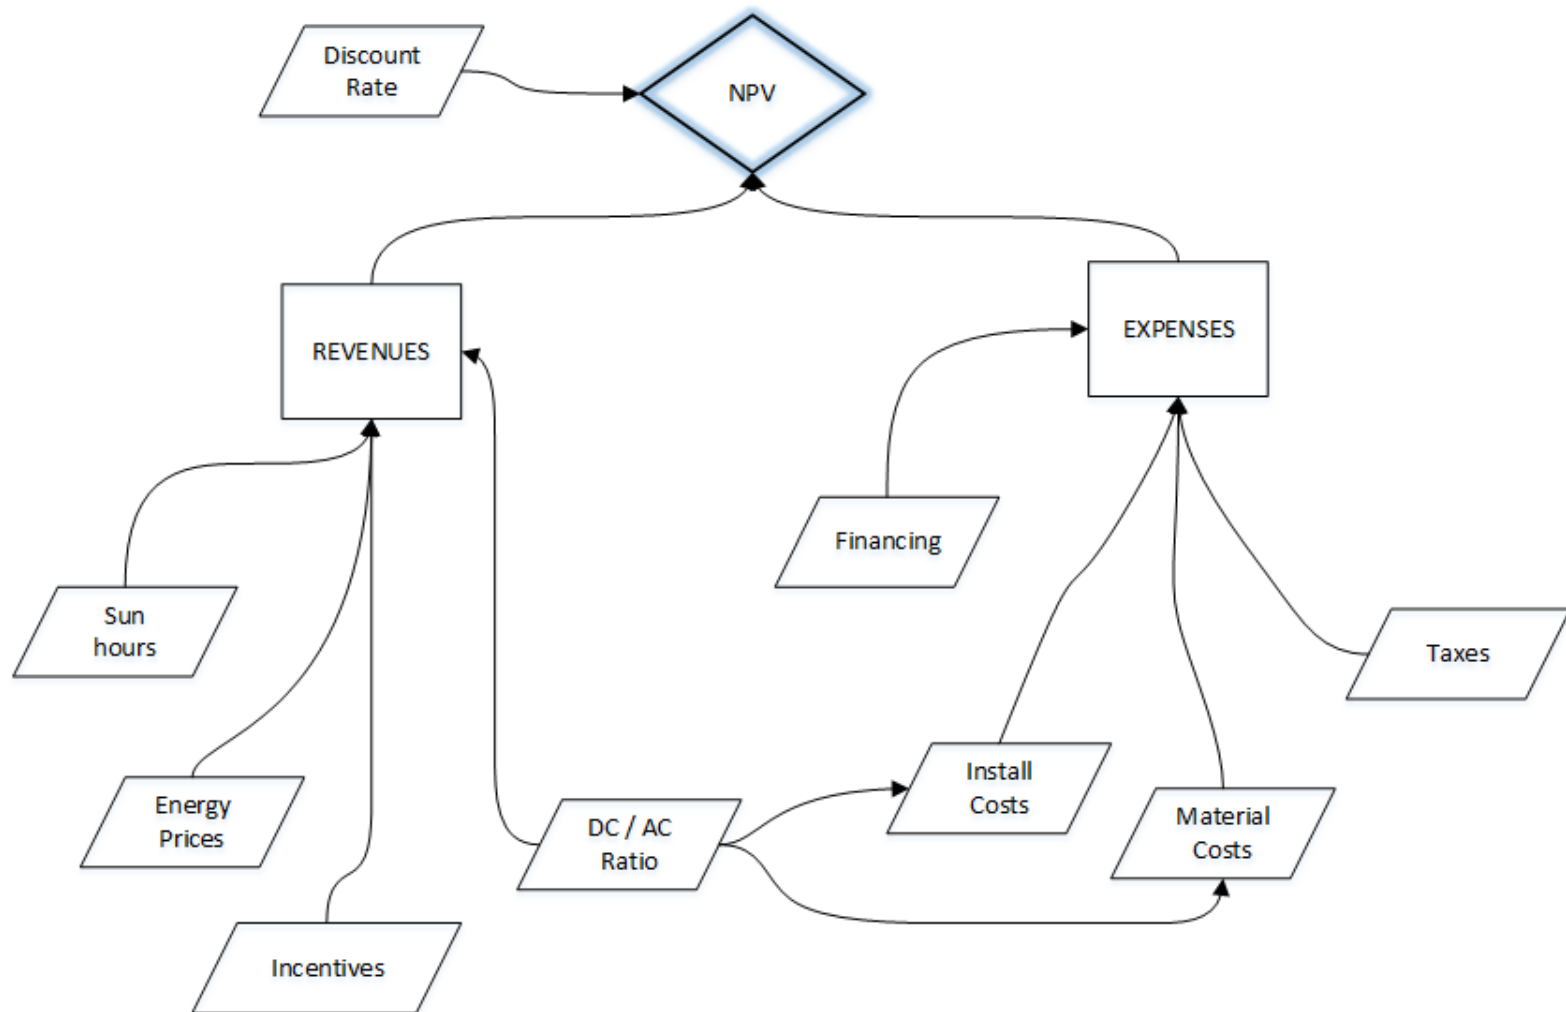 Discount
Rate
NPV
REVENUES
EXPENSES
Financing
Sun
hours
Taxes
Energy
Prices
DC / AC
Ratio
Install
Costs
Material
Costs
Incentives